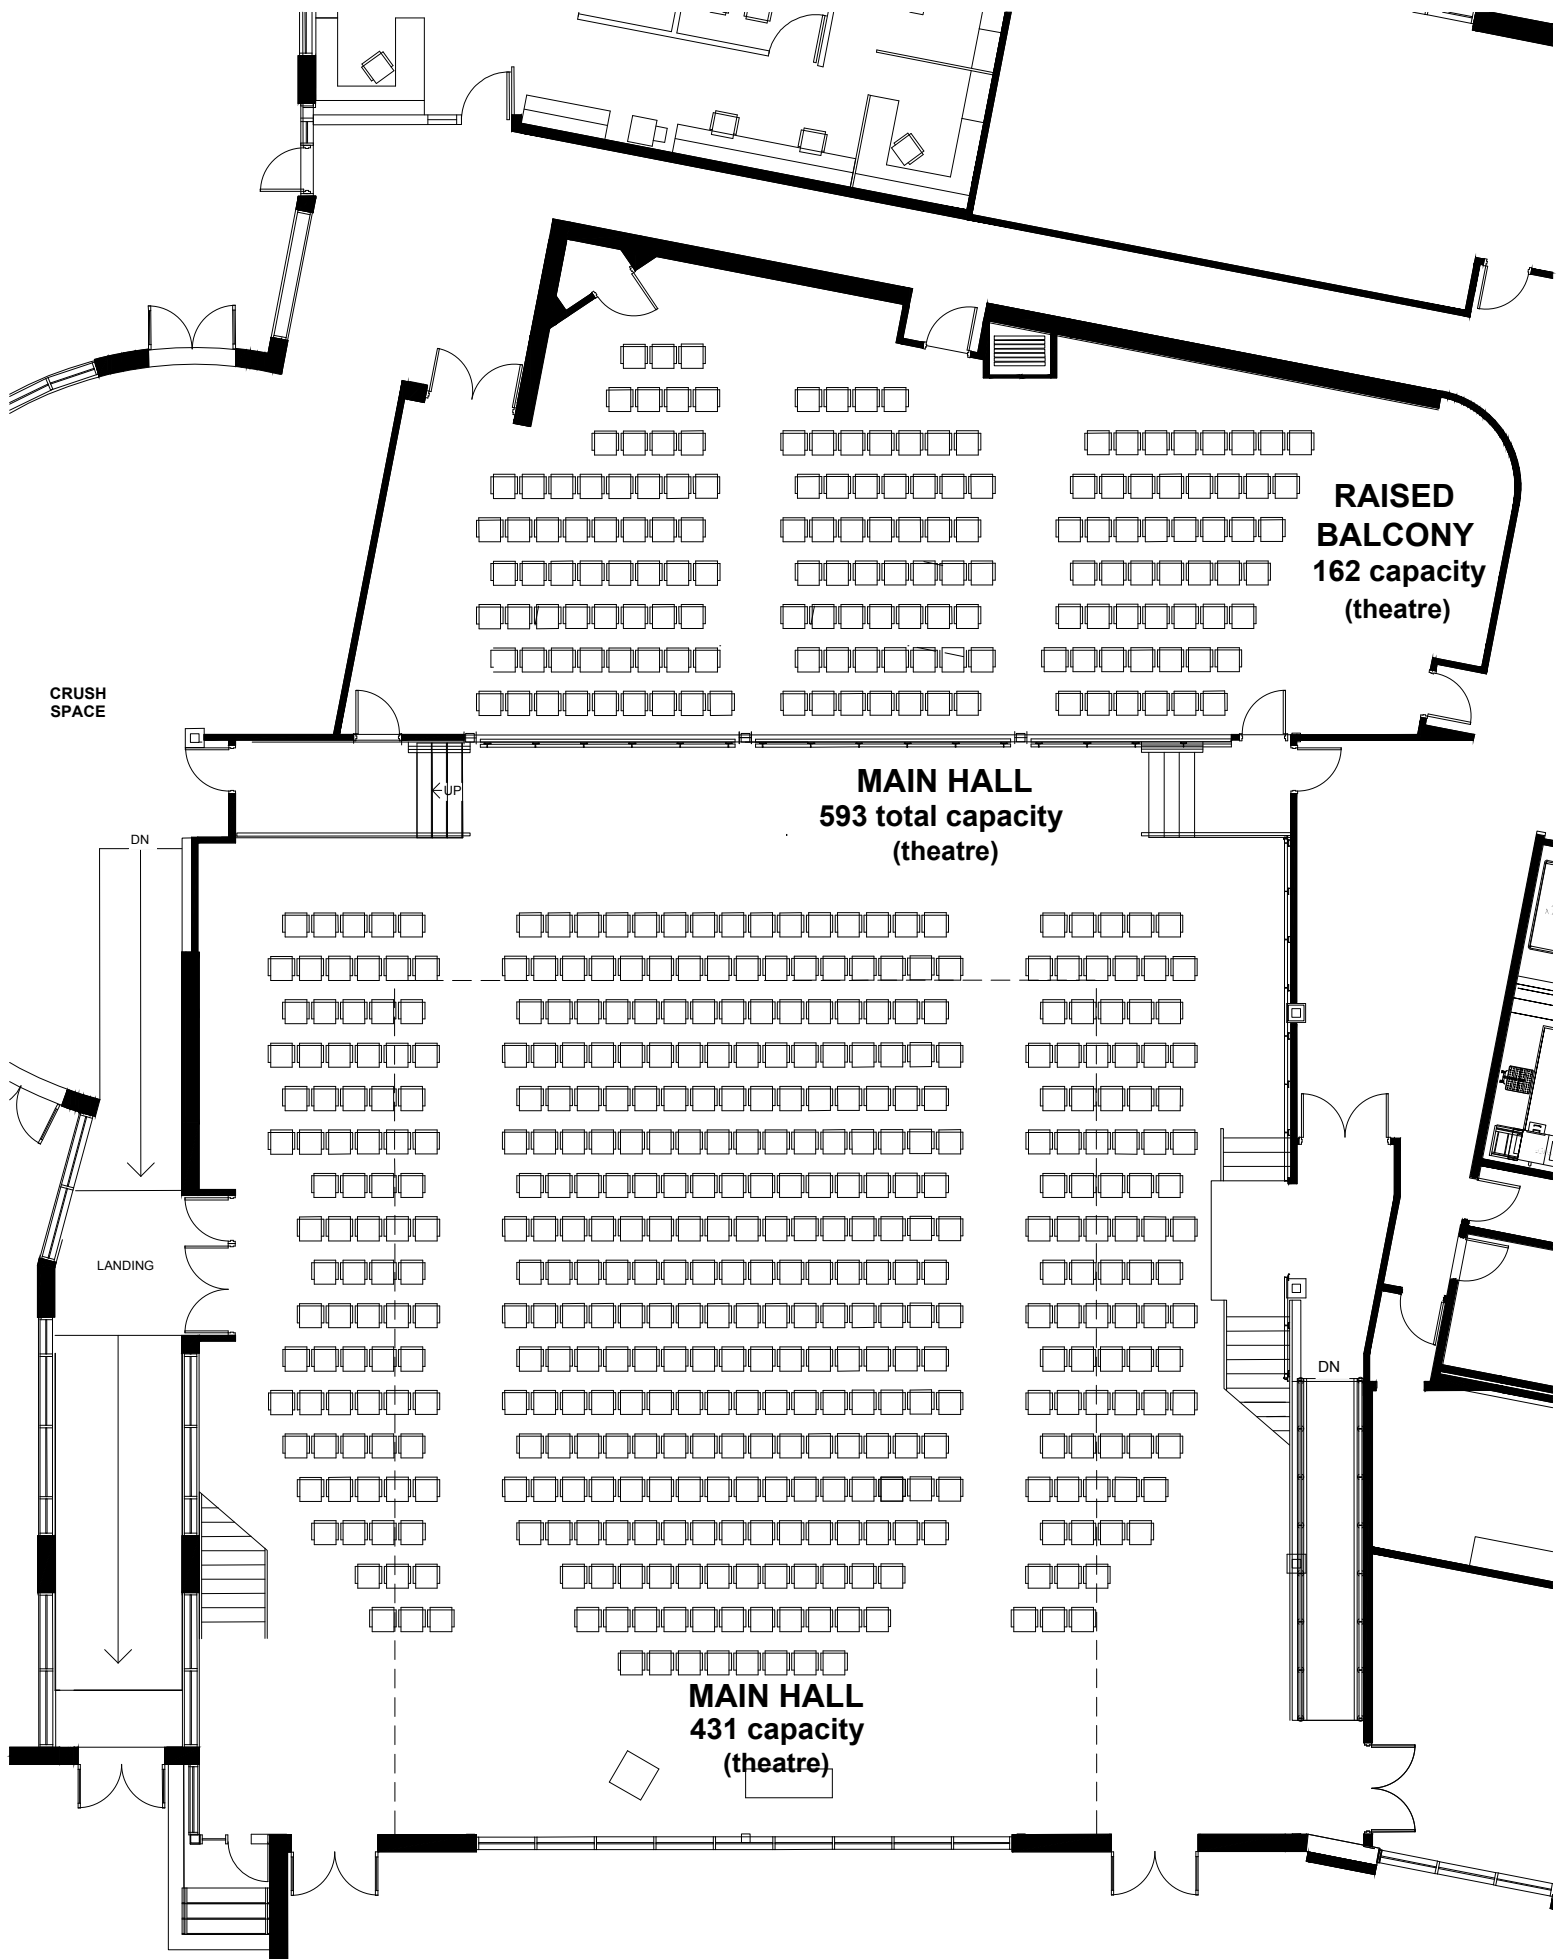 RAISED
BALCONY
162 capacity
(theatre)
CRUSH
SPACE
UP
MAIN HALL
593 total capacity
(theatre)
DN
LANDING
DN
MAIN HALL
431 capacity
(theatre)